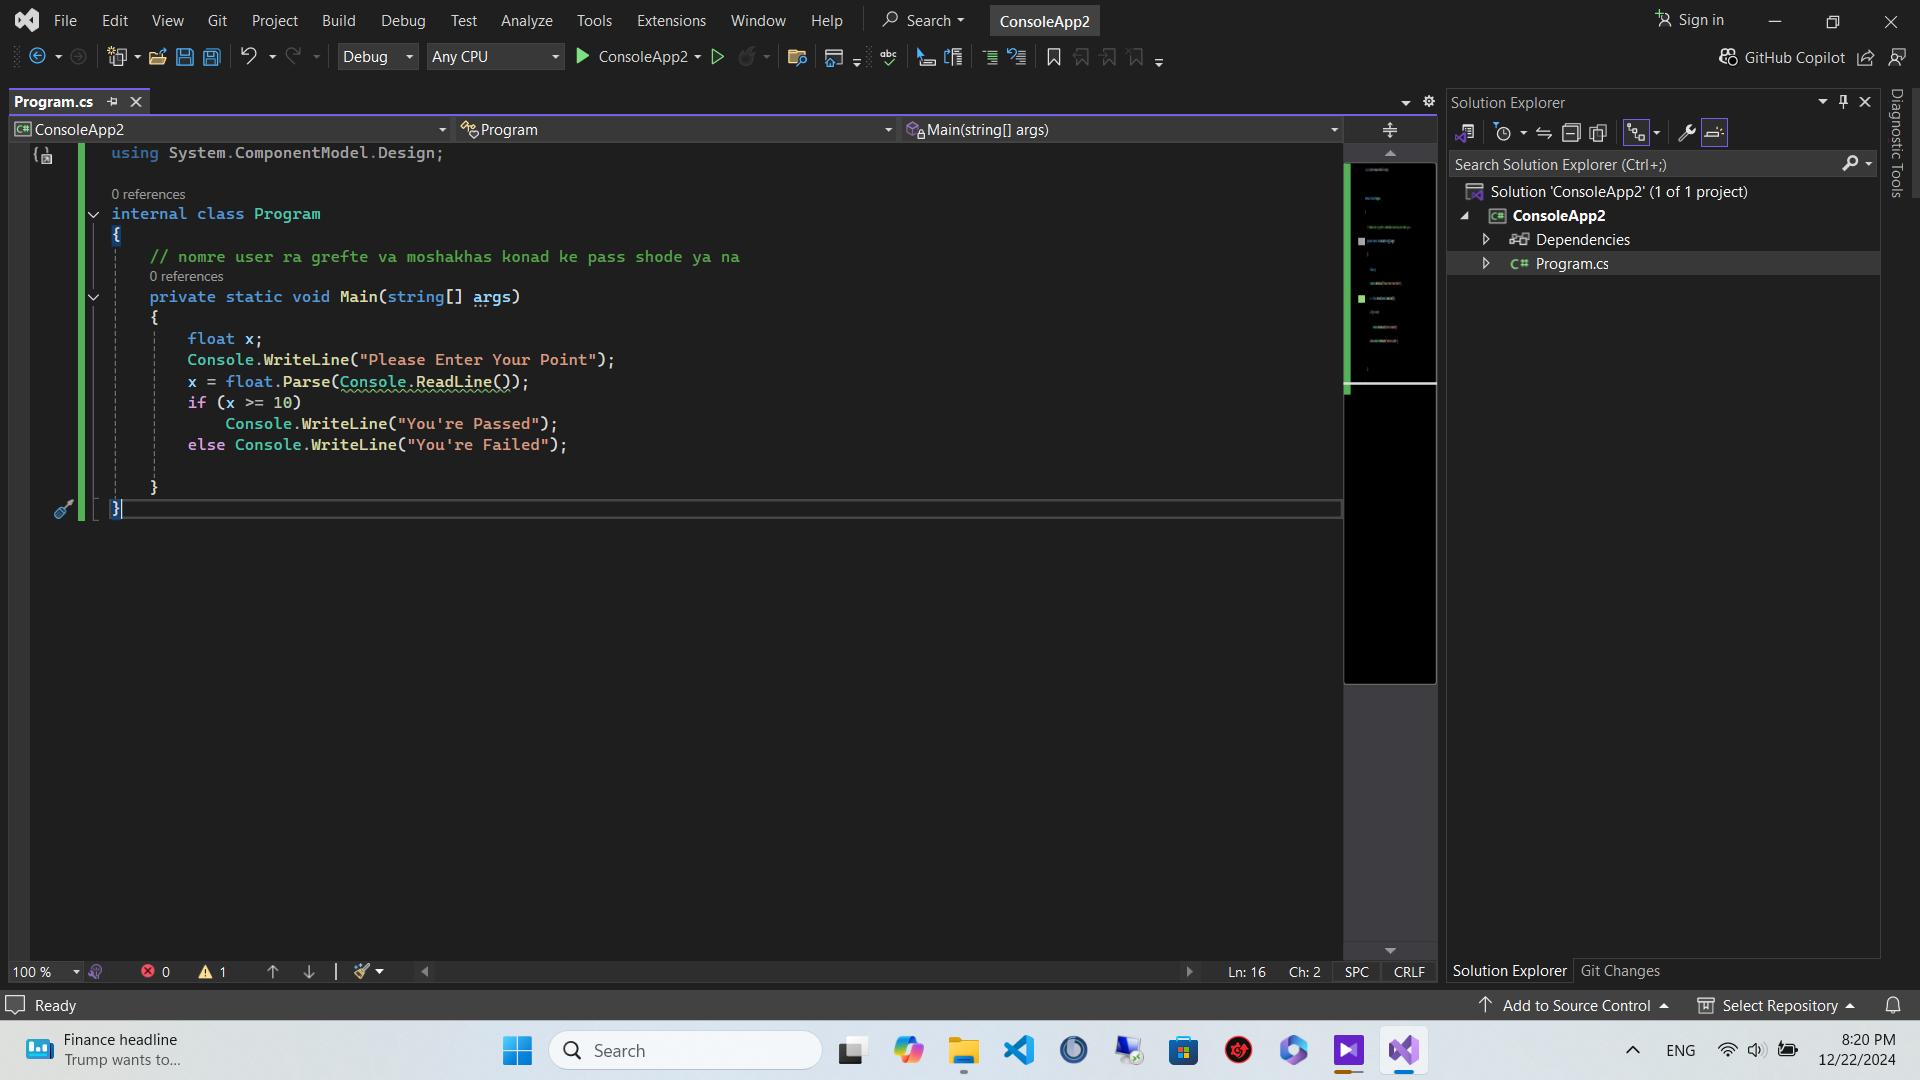 File Edit View Git Project Build Debug Test Analyze Tools Extensions Window Help Search ConsoleApp2 Sign in
Debug Any CPU ConsoleApp2 GitHub Copilot
Program.cs
ConsoleApp2 Program Main(string[] args)
using System.ComponentModel.Design;
0 references
internal class Program
{
// nomre user ra grefte va moshakhas konad ke pass shode ya na
0 references
private static void Main(string[] args)
{
float x;
Console.WriteLine("Please Enter Your Point");
x = float.Parse(Console.ReadLine());
if (x >= 10)
Console.WriteLine("You're Passed");
else Console.WriteLine("You're Failed");
}
}
100 % 0 1 Ln: 16 Ch: 2 SPC CRLF
Solution Explorer
Search Solution Explorer (Ctrl+;)
Solution 'ConsoleApp2' (1 of 1 project)
ConsoleApp2
Dependencies
C# Program.cs
Solution Explorer Git Changes
Diagnostic Tools
Ready Add to Source Control Select Repository
Finance headline
Trump wants to...
Search
ENG
8:20 PM
12/22/2024